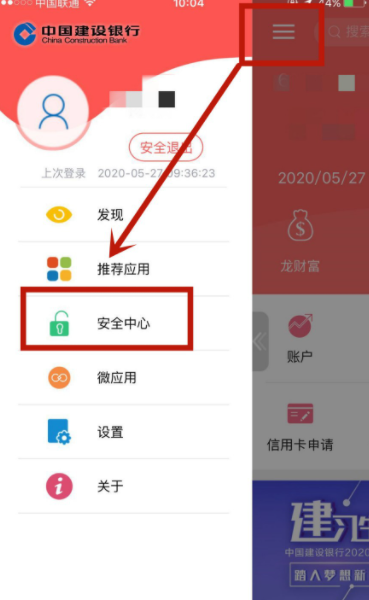 中国联通
10:04
44%
中国建设银行
China Construction Bank
搜索
安全退出
上次登录 2020-05-27 09:36:23
2020/05/27
发现
龙财富
推荐应用
安全中心
账户
微应用
设置
信用卡申请
关于
中国建设银行2020
踏人梦想新